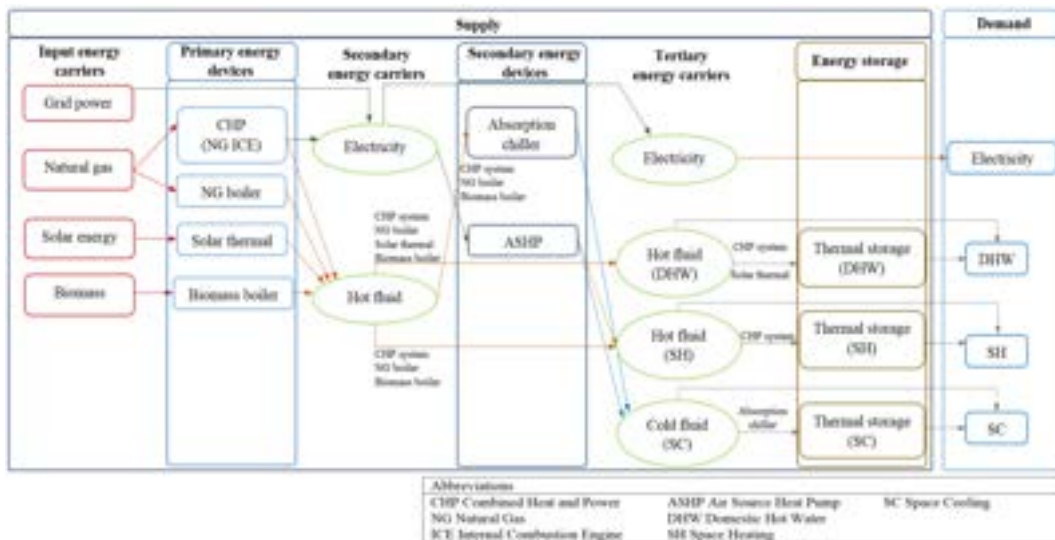 Supply
Demand
Input energy
carriers
Primary energy
devices
Secondary
energy carriers
Secondary energy
devices
Tertiary
energy carriers
Energy storage
Grid power
CHP
(NG ICE)
Electricity
Absorption
chiller
Electricity
Electricity
Natural gas
NG boiler
CHP system
NG boiler
Biomass boiler
Solar energy
Solar thermal
CHP system
NG boiler
Solar thermal
Biomass boiler
ASHP
Hot fluid
(DHW)
CHP system
Solar thermal
Thermal storage
(DHW)
DHW
Biomass
Biomass boiler
Hot fluid
CHP system
NG boiler
Biomass boiler
Hot fluid
(SH)
CHP system
Thermal storage
(SH)
SH
Cold fluid
(SC)
Absorption
chiller
Thermal storage
(SC)
SC
Abbreviations
CHP Combined Heat and Power ASHP Air Source Heat Pump SC Space Cooling
NG Natural Gas DHW Domestic Hot Water
ICE Internal Combustion Engine SH Space Heating